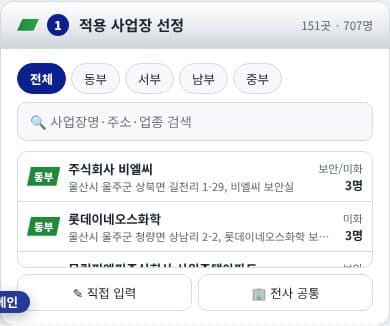 1 적용 사업장 선정 151곳 · 707명
전체 동부 서부 남부 중부
🔍 사업장명·주소·업종 검색
주식회사 비엘씨 보안/미화
동부
울산시 울주군 상북면 길천리 1-29, 비엘씨 보안실 3명
롯데이네오스화학 미화
동부
울산시 울주군 청량면 상남리 2-2, 롯데이네오스화학 보… 3명
✎ 직접 입력 🏢 전사 공통
메인